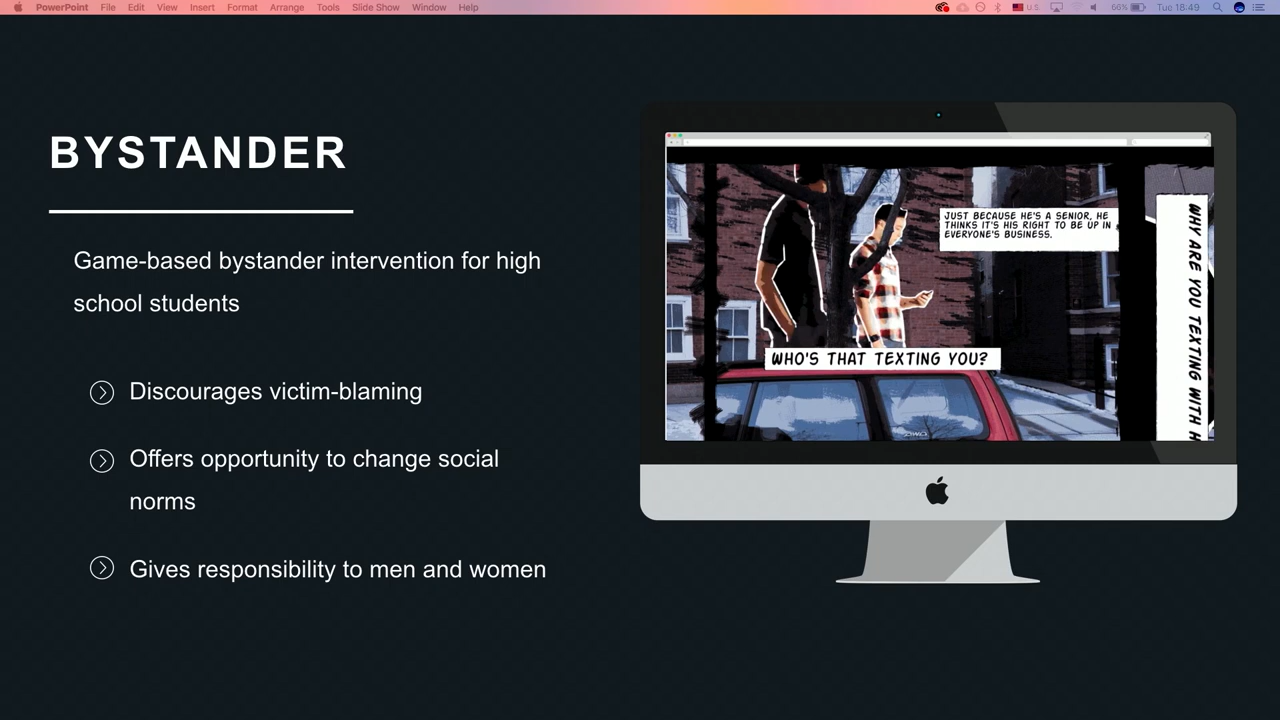 PowerPoint File Edit View Insert Format Arrange Tools Slide Show Window Help U.S. 66% Tue 18:49
BYSTANDER
Game-based bystander intervention for high
school students
Discourages victim-blaming
Offers opportunity to change social
norms
Gives responsibility to men and women
JUST BECAUSE HE'S A SENIOR, HE
THINKS IT'S HIS RIGHT TO BE UP IN
EVERYONE'S BUSINESS.
WHO'S THAT TEXTING YOU?
WHY ARE YOU TEXTING WITH H